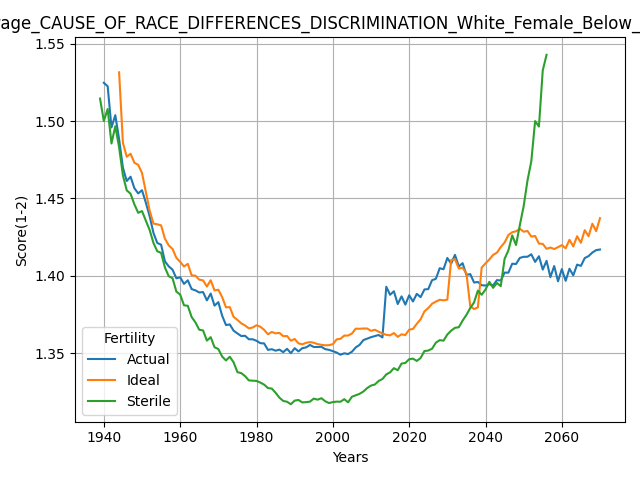 rage_CAUSE_OF_RACE_DIFFERENCES_DISCRIMINATION_White_Female_Below_
1.55
1.50
1.45
1.40
1.35
Score(1-2)
Fertility
Actual
Ideal
Sterile
1940 1960 1980 2000 2020 2040 2060
Years